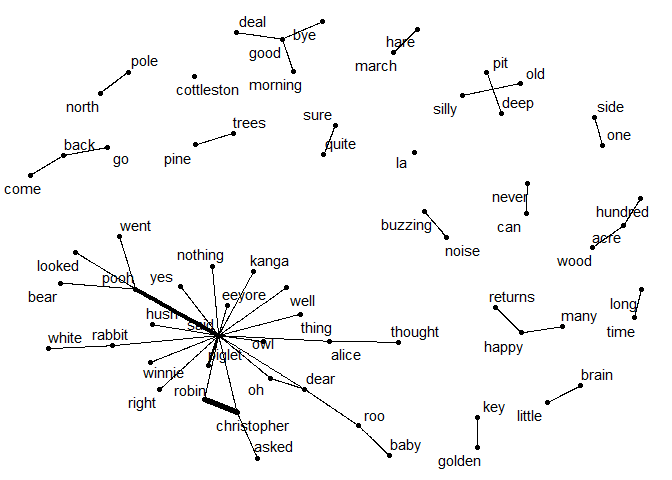 deal
bye
good
morning
hare
march
pole
north
cottleston
pit
old
silly
deep
side
one
sure
quite
trees
pine
la
back
go
come
never
can
buzzing
noise
hundred
acre
wood
went
looked
pooh
bear
nothing
kanga
yes
eeyore
well
hush
said
thing
thought
owl
alice
white
rabbit
piglet
winnie
right
robin
oh
dear
christopher
asked
roo
baby
returns
many
happy
long
time
brain
little
key
golden